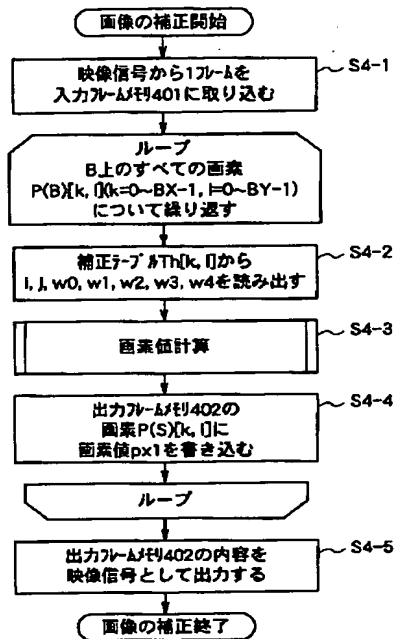 画像の補正開始
映像信号から1フレームを
入力フレームメモリ401に取り込む
S4-1
ループ
B上のすべての画素
P(B)[k, l](k=0~BX-1, l=0~BY-1)
について繰り返す
補正テーブルTh[k, l]から
i, j, w0, w1, w2, w3, w4を読み出す
S4-2
画素値計算
S4-3
出力フレームメモリ402の
画素P(S)[k, l]に
画素値px1を書き込む
S4-4
ループ
出力フレームメモリ402の内容を
映像信号として出力する
S4-5
画像の補正終了